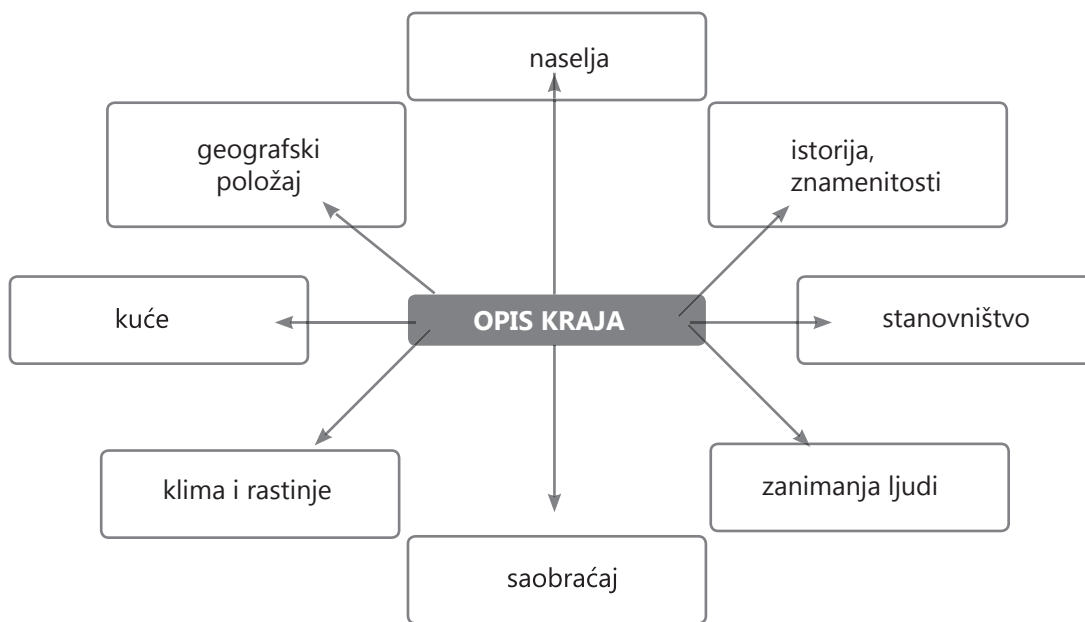 naselja
geografski
položaj
istorija,
znamenitosti
kuće
OPIS KRAJA
stanovništvo
klima i rastinje
zanimanja ljudi
saobraćaj